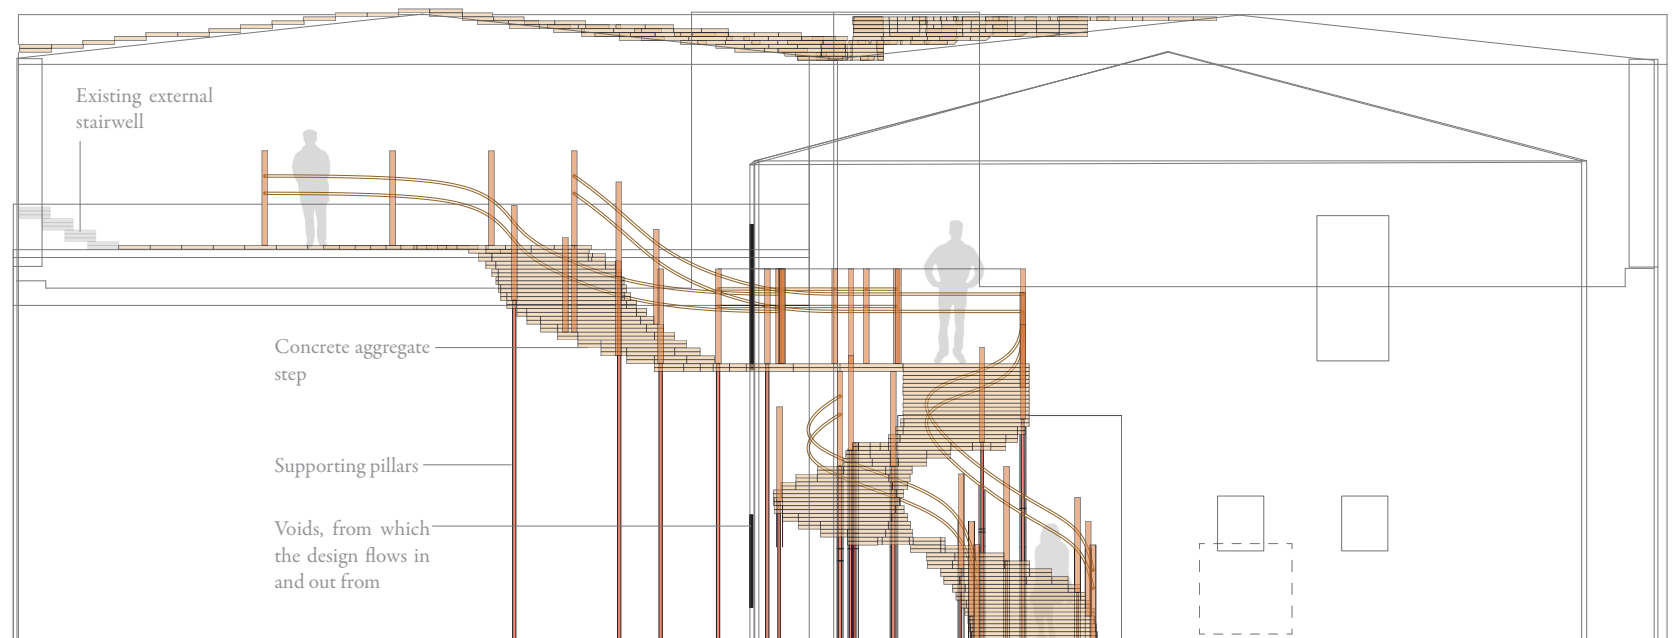 Existing external
stairwell
Concrete aggregate
step
Supporting pillars
Voids, from which
the design flows in
and out from